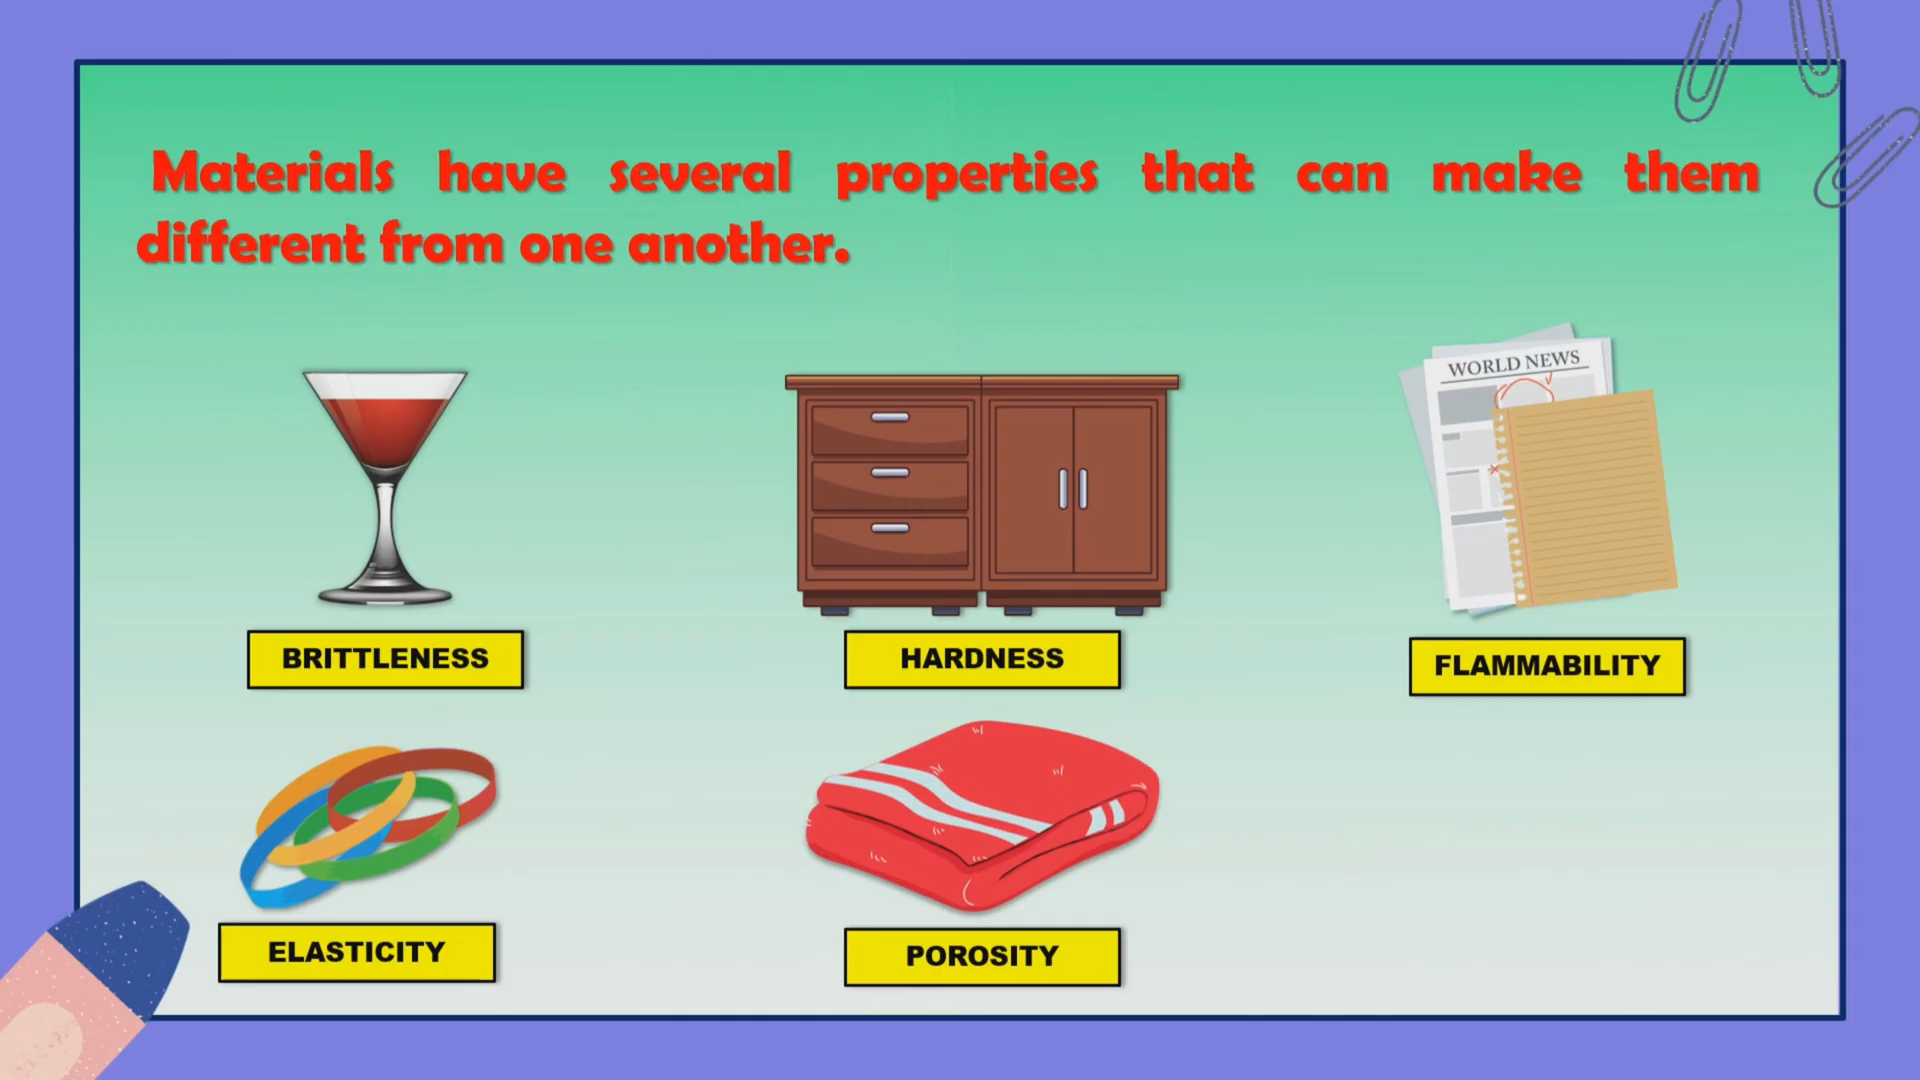 Materials have several properties that can make them
different from one another.
WORLD NEWS
BRITTLENESS
HARDNESS
FLAMMABILITY
ELASTICITY
POROSITY